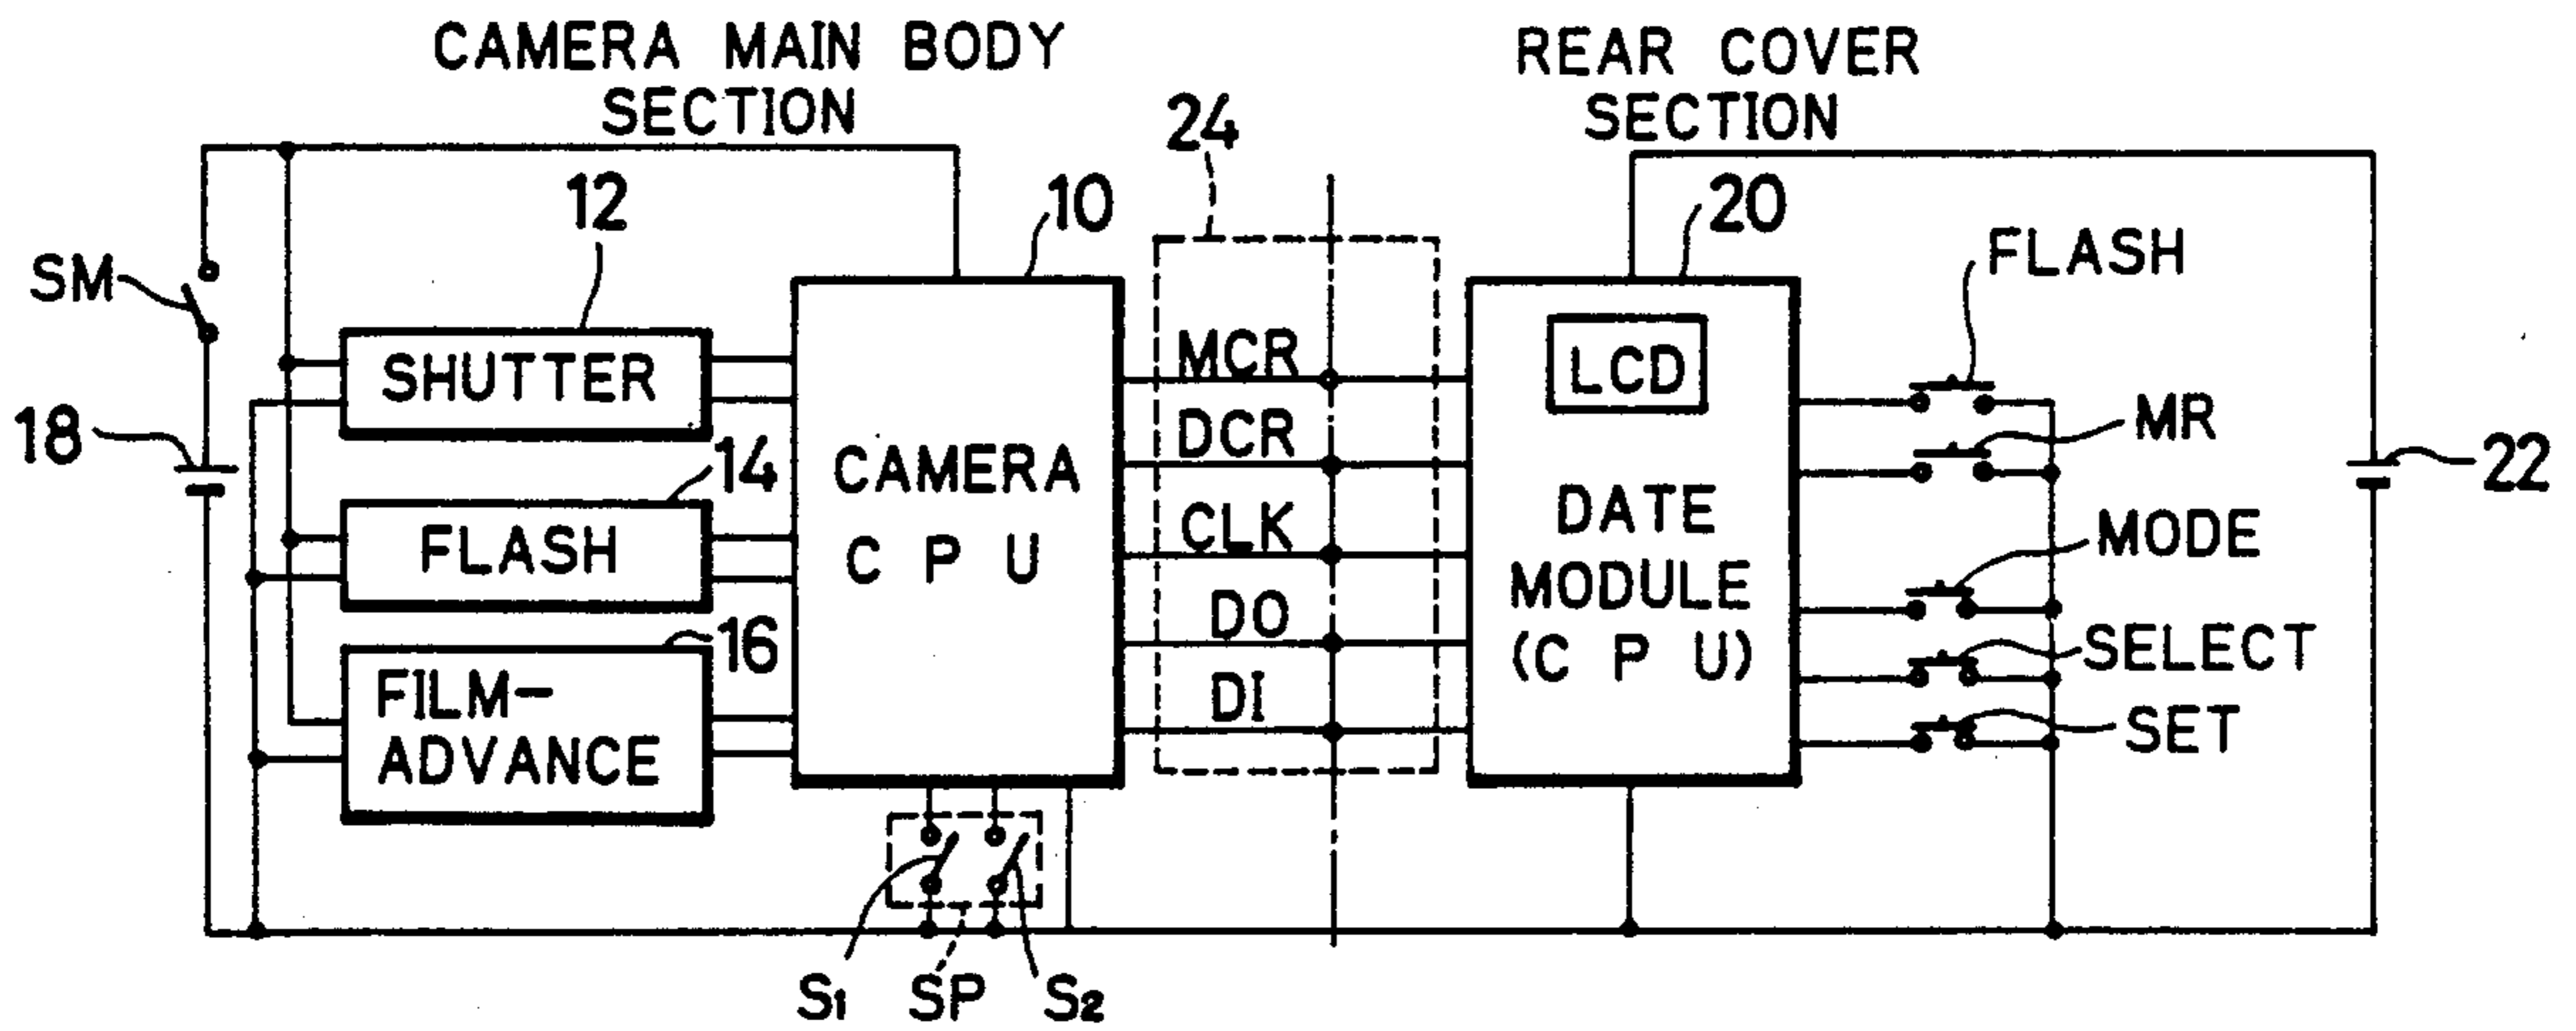 CAMERA MAIN BODY
SECTION
REAR COVER
SECTION
24
12
10
20
FLASH
SM
SHUTTER
MCR
LCD
18
14
DCR
MR
CAMERA
C P U
22
FLASH
CLK
DATE
MODULE
(C P U)
MODE
16
DO
SELECT
FILM-
ADVANCE
DI
SET
S1
SP
S2